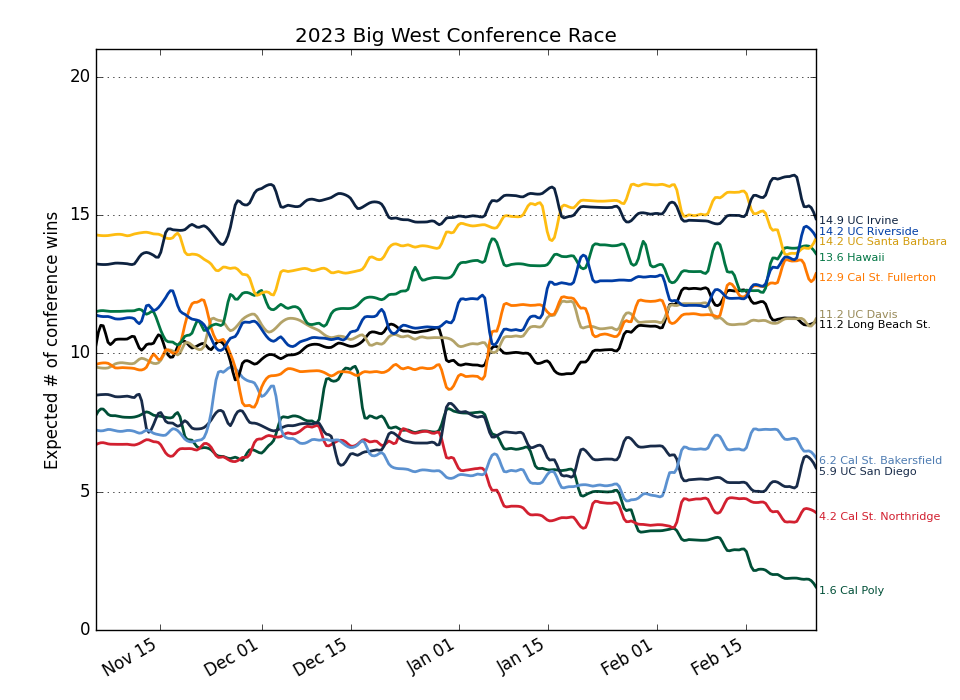 2023 Big West Conference Race
Expected # of conference wins
20
15
10
5
0
Nov 15
Dec 01
Dec 15
Jan 01
Jan 15
Feb 01
Feb 15
14.9 UC Irvine
14.2 UC Riverside
14.2 UC Santa Barbara
13.6 Hawaii
12.9 Cal St. Fullerton
11.2 UC Davis
11.2 Long Beach St.
6.2 Cal St. Bakersfield
5.9 UC San Diego
4.2 Cal St. Northridge
1.6 Cal Poly